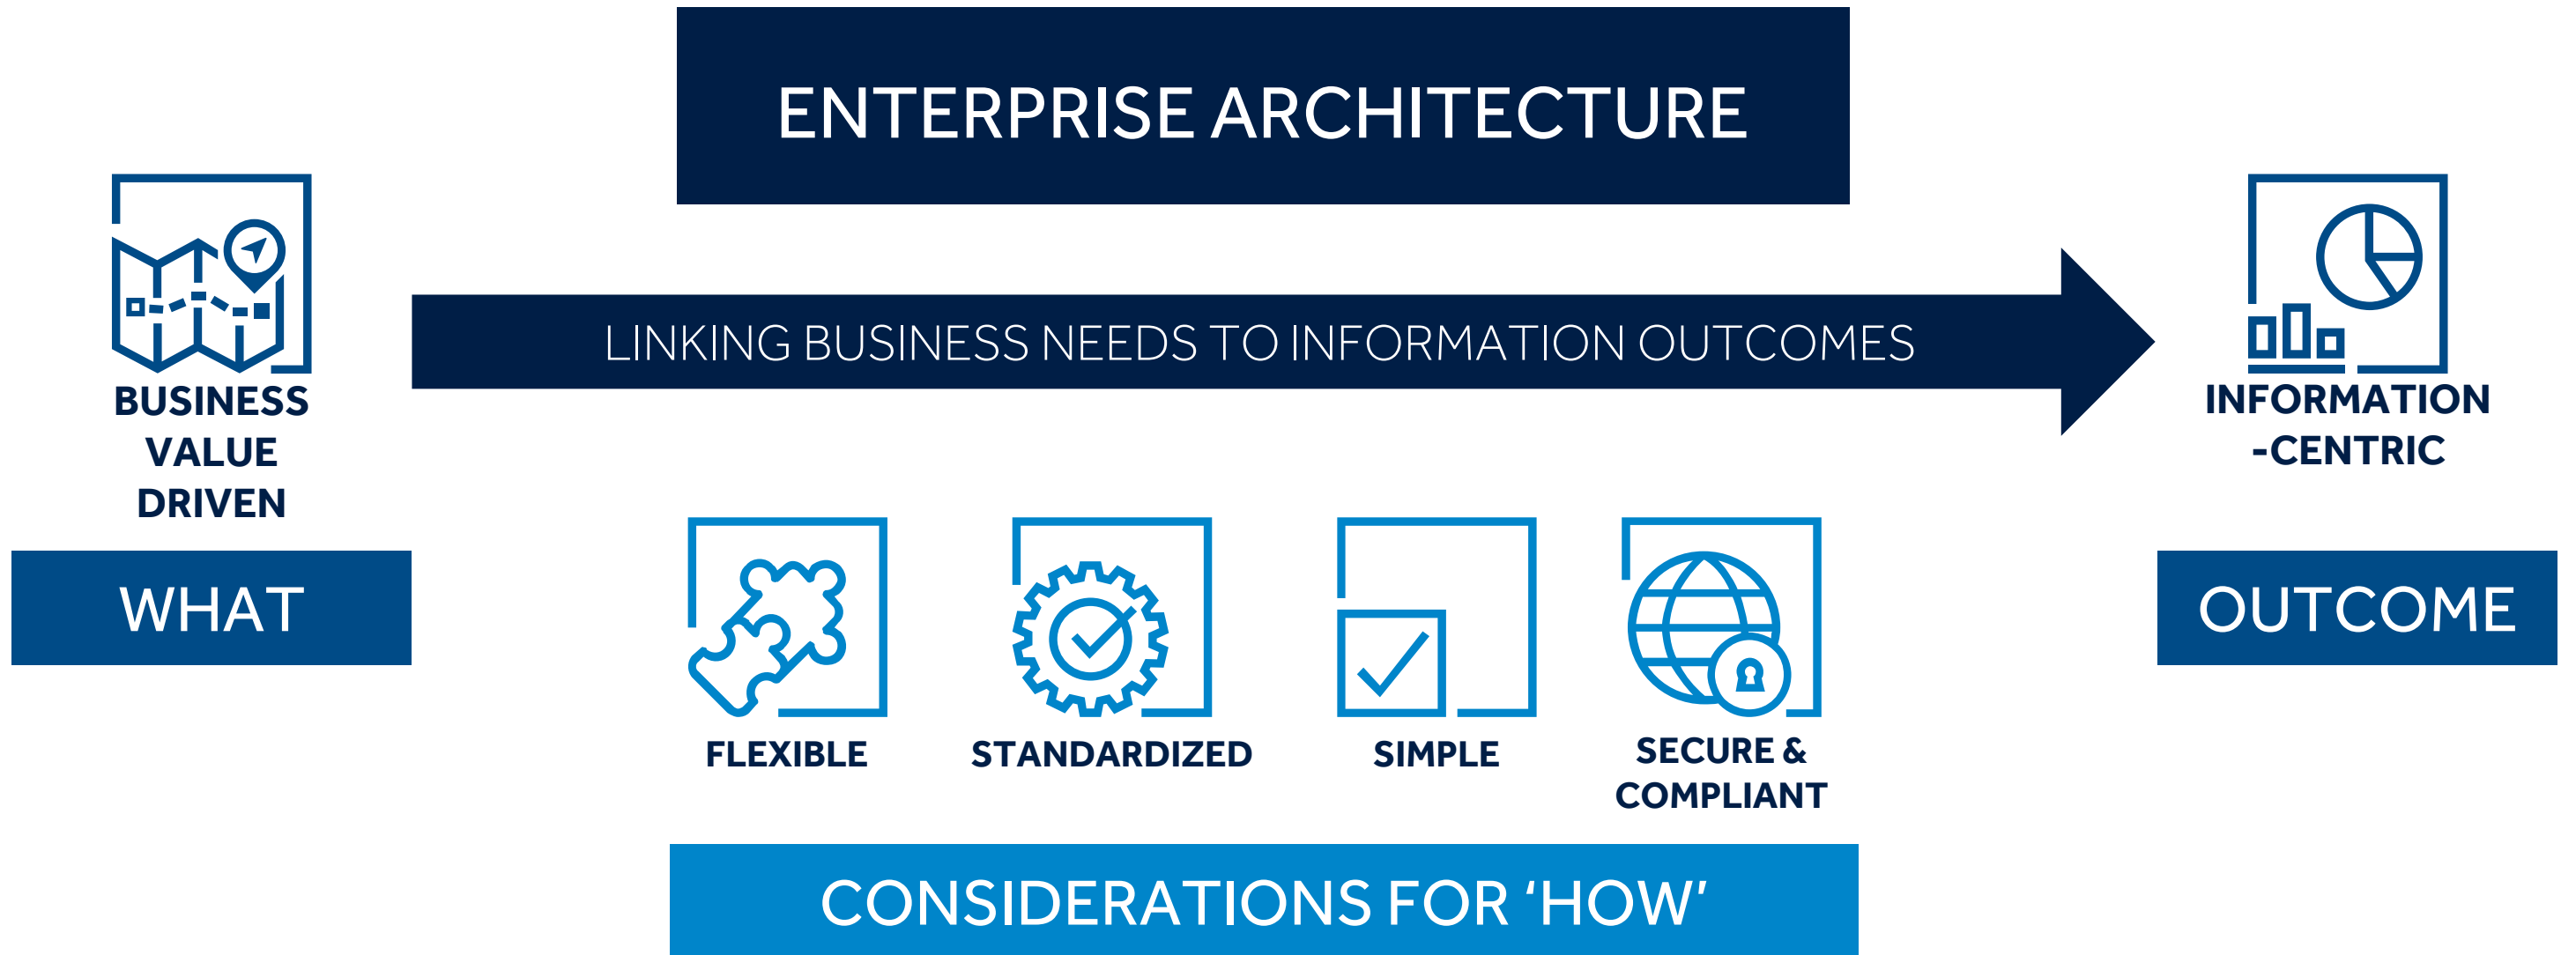 ENTERPRISE ARCHITECTURE
LINKING BUSINESS NEEDS TO INFORMATION OUTCOMES
BUSINESS
VALUE
DRIVEN
WHAT
INFORMATION
-CENTRIC
OUTCOME
FLEXIBLE
STANDARDIZED
SIMPLE
SECURE &
COMPLIANT
CONSIDERATIONS FOR ‘HOW’